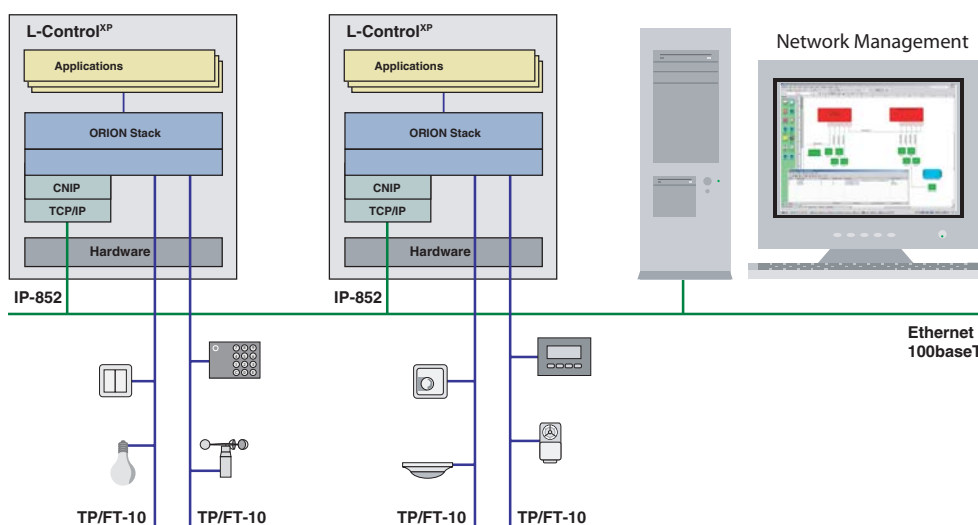 L-Control^XP
Applications
ORION Stack
CNIP
TCP/IP
Hardware
IP-852
L-Control^XP
Applications
ORION Stack
CNIP
TCP/IP
Hardware
IP-852
Network Management
Ethernet
100baseT
TP/FT-10
TP/FT-10
TP/FT-10
TP/FT-10